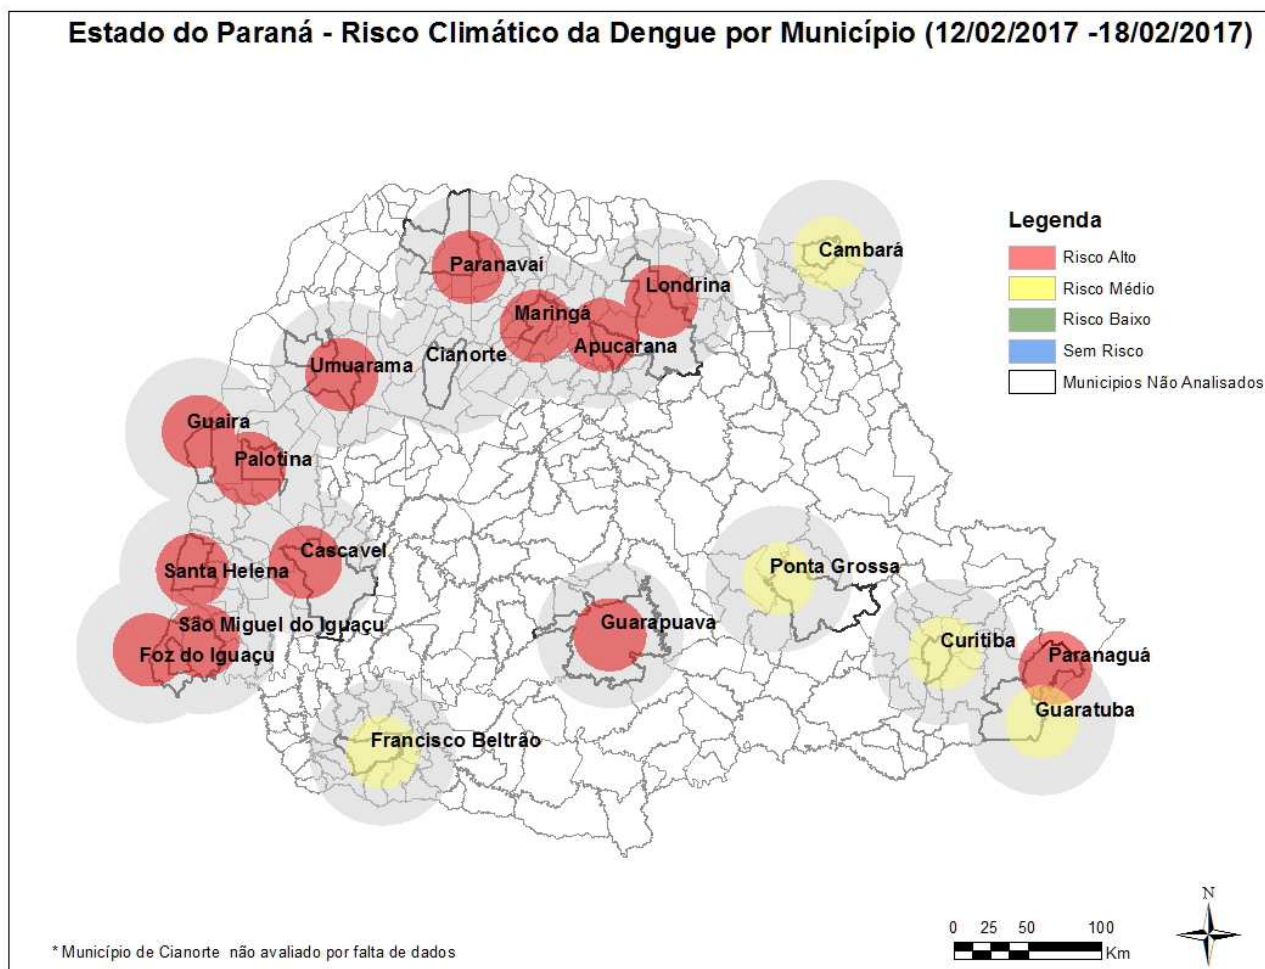 Estado do Paraná - Risco Climático da Dengue por Município (12/02/2017 -18/02/2017)
Legenda
Risco Alto
Risco Médio
Risco Baixo
Sem Risco
Municipios Não Analisados
Cambará
Paranavaí
Londrina
Maringá
Apucarana
Cianorte
Umuarama
Guaira
Palotina
Cascavel
Santa Helena
São Miguel do Iguaçu
Foz do Iguaçu
Guarapuava
Ponta Grossa
Curitiba
Paranaguá
Guaratuba
Francisco Beltrão
N
0 25 50 100
Km
* Município de Cianorte não avaliado por falta de dados